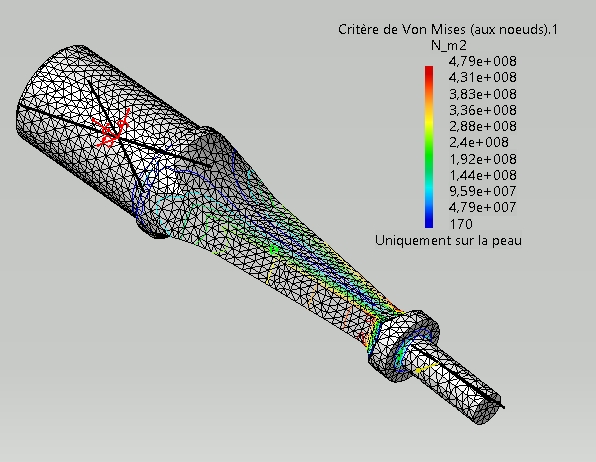 Critère de Von Mises (aux noeuds).1
N_m2
4,79e+008
4,31e+008
3,83e+008
3,36e+008
2,88e+008
2,4e+008
1,92e+008
1,44e+008
9,59e+007
4,79e+007
170
Uniquement sur la peau